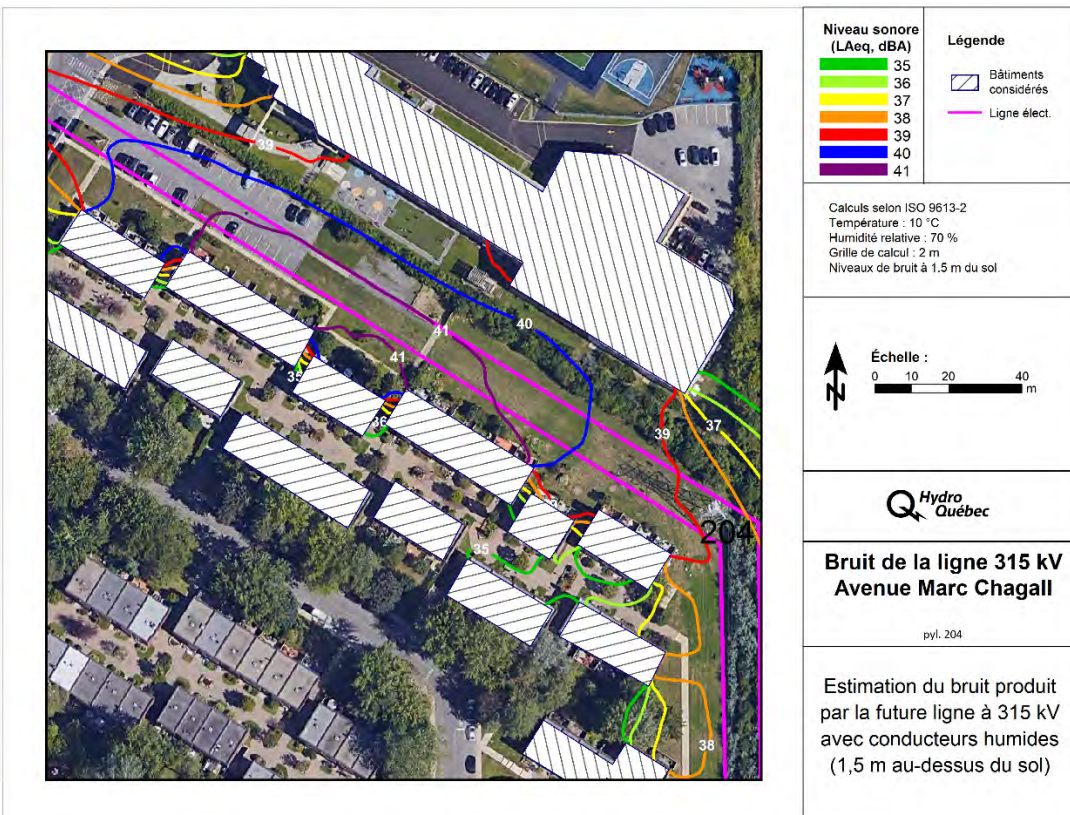 Niveau sonore
(LAeq, dBA)
35
36
37
38
39
40
41
Légende
Bâtiments
considérés
Ligne élect.
Calculs selon ISO 9613-2
Température : 10 °C
Humidité relative : 70 %
Grille de calcul : 2 m
Niveaux de bruit à 1.5 m du sol
N
Échelle :
0 10 20 40
m
Hydro
Québec
Bruit de la ligne 315 kV
Avenue Marc Chagall
pyl. 204
Estimation du bruit produit
par la future ligne à 315 kV
avec conducteurs humides
(1,5 m au-dessus du sol)
39
40
41
41
35
36
39
37
204
35
38